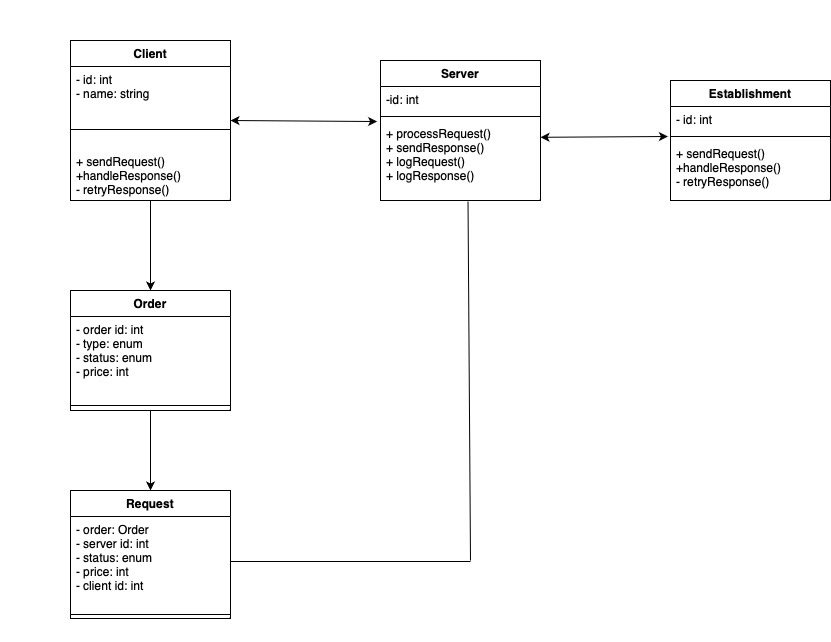 Client
- id: int
- name: string
+ sendRequest()
+handleResponse()
- retryResponse()
Server
-id: int
+ processRequest()
+ sendResponse()
+ logRequest()
+ logResponse()
Establishment
- id: int
+ sendRequest()
+handleResponse()
- retryResponse()
Order
- order id: int
- type: enum
- status: enum
- price: int
Request
- order: Order
- server id: int
- status: enum
- price: int
- client id: int